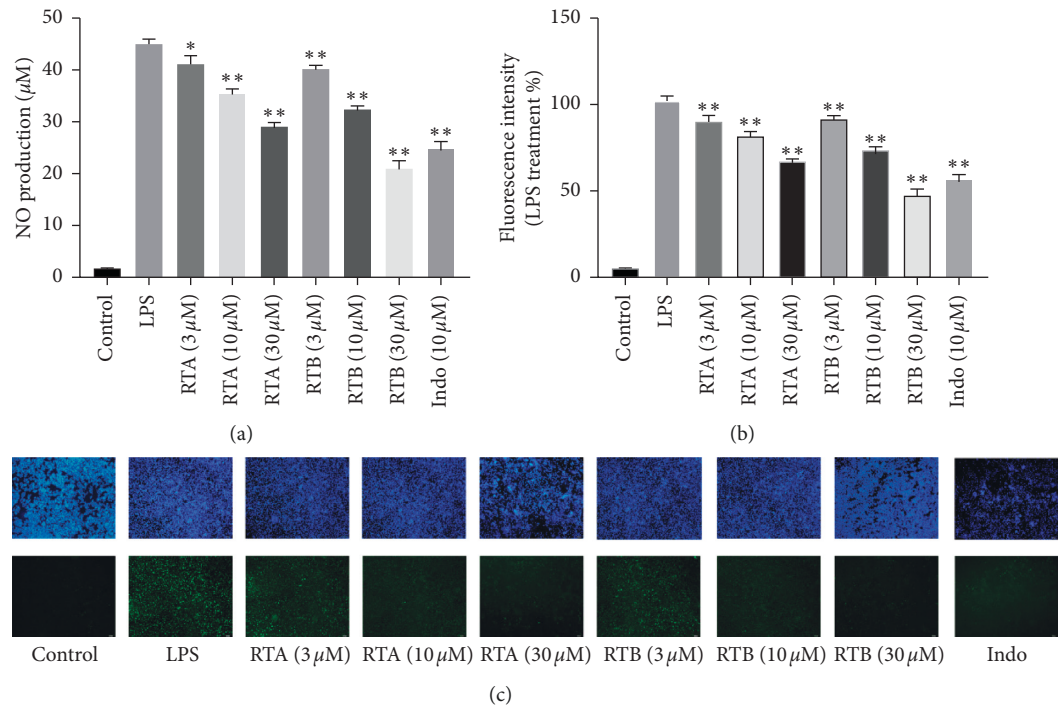 50
40
30
20
10
0
NO production (µM)
*
**
**
**
**
**
**
Control
LPS
RTA (3 µM)
RTA (10 µM)
RTA (30 µM)
RTB (3 µM)
RTB (10 µM)
RTB (30 µM)
Indo (10 µM)
(a)
150
100
50
0
Fluorescence intensity
(LPS treatment %)
**
**
**
**
**
**
**
Control
LPS
RTA (3 µM)
RTA (10 µM)
RTA (30 µM)
RTB (3 µM)
RTB (10 µM)
RTB (30 µM)
Indo (10 µM)
(b)
Control LPS RTA (3 µM) RTA (10 µM) RTA (30 µM) RTB (3 µM) RTB (10 µM) RTB (30 µM) Indo
(c)